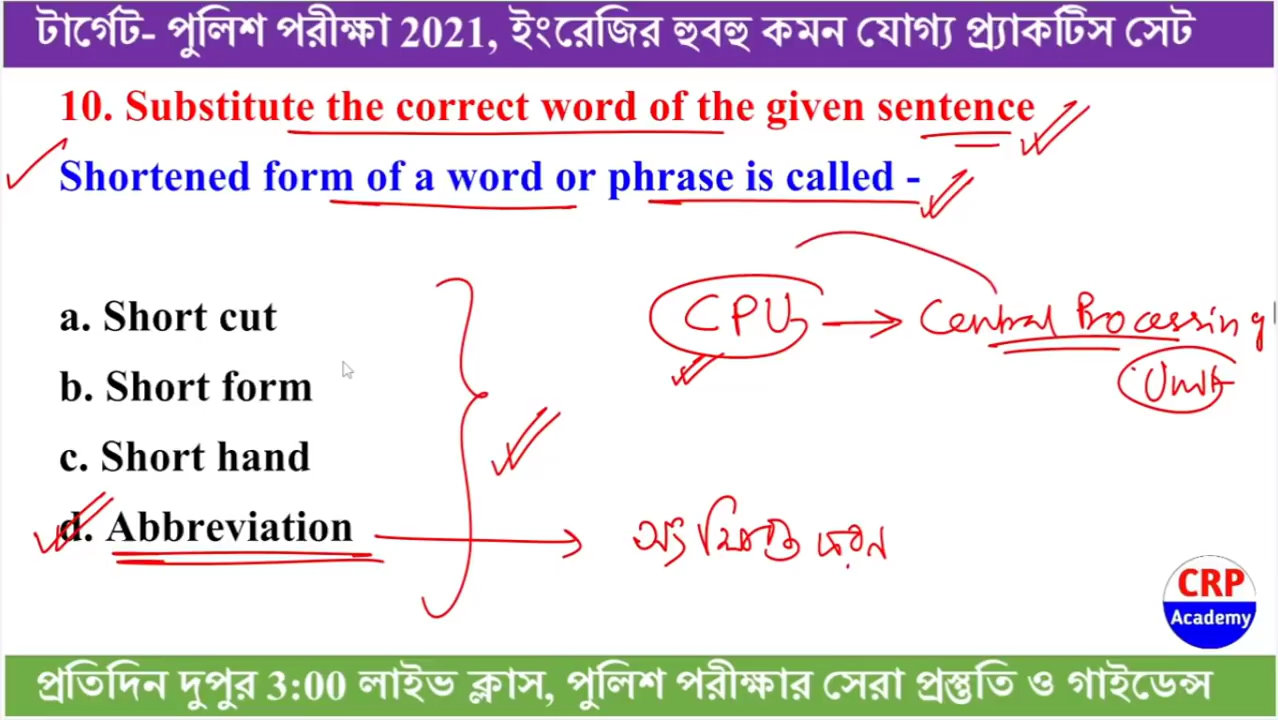 টার্গেট- পুলিশ পরীক্ষা 2021, ইংরেজির হুবহু কমন যোগ্য প্র্যাকটিস সেট
10. Substitute the correct word of the given sentence
Shortened form of a word or phrase is called -
CPU → Central Processing
Unit
a. Short cut
b. Short form
c. Short hand
d. Abbreviation → সংক্ষিপ্তকরন
CRP
Academy
প্রতিদিন দুপুর 3:00 লাইভ ক্লাস, পুলিশ পরীক্ষার সেরা প্রস্তুতি ও গাইডেন্স